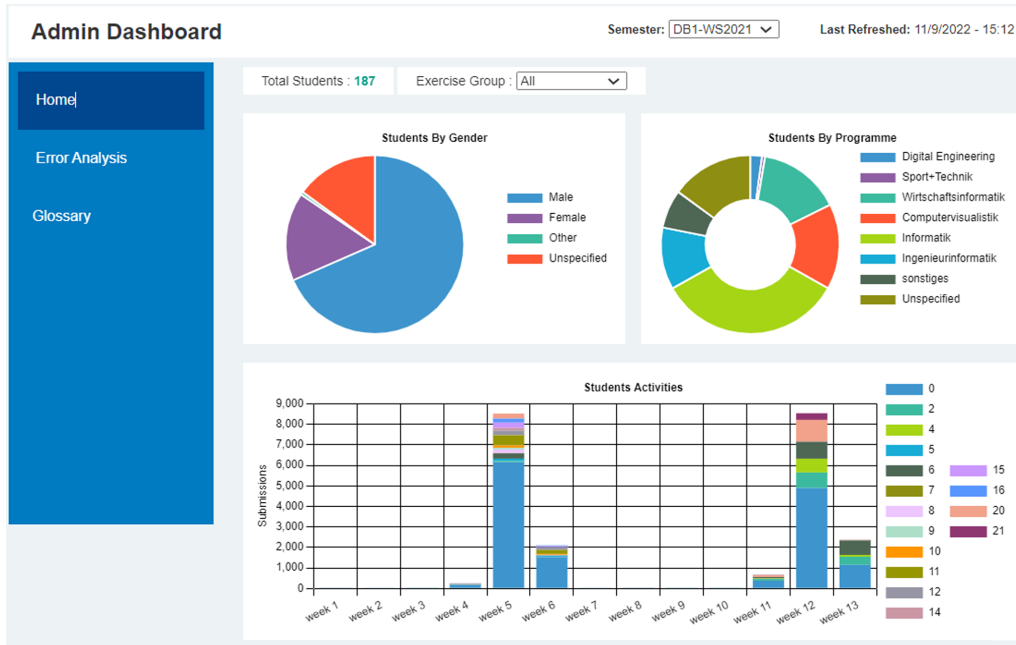 Admin Dashboard
Semester: DB1-WS2021
Last Refreshed: 11/9/2022 - 15:12
Home
Error Analysis
Glossary
Total Students : 187
Exercise Group : All
Students By Gender
Male
Female
Other
Unspecified
Students By Programme
Digital Engineering
Sport+Technik
Wirtschaftsinformatik
Computervisualistik
Informatik
Ingenieurinformatik
sonstiges
Unspecified
Students Activities
Submissions
9,000
8,000
7,000
6,000
5,000
4,000
3,000
2,000
1,000
0
week 1
week 2
week 3
week 4
week 5
week 6
week 7
week 8
week 9
week 10
week 11
week 12
week 13
0
2
4
5
6
7
8
9
10
11
12
14
15
16
20
21